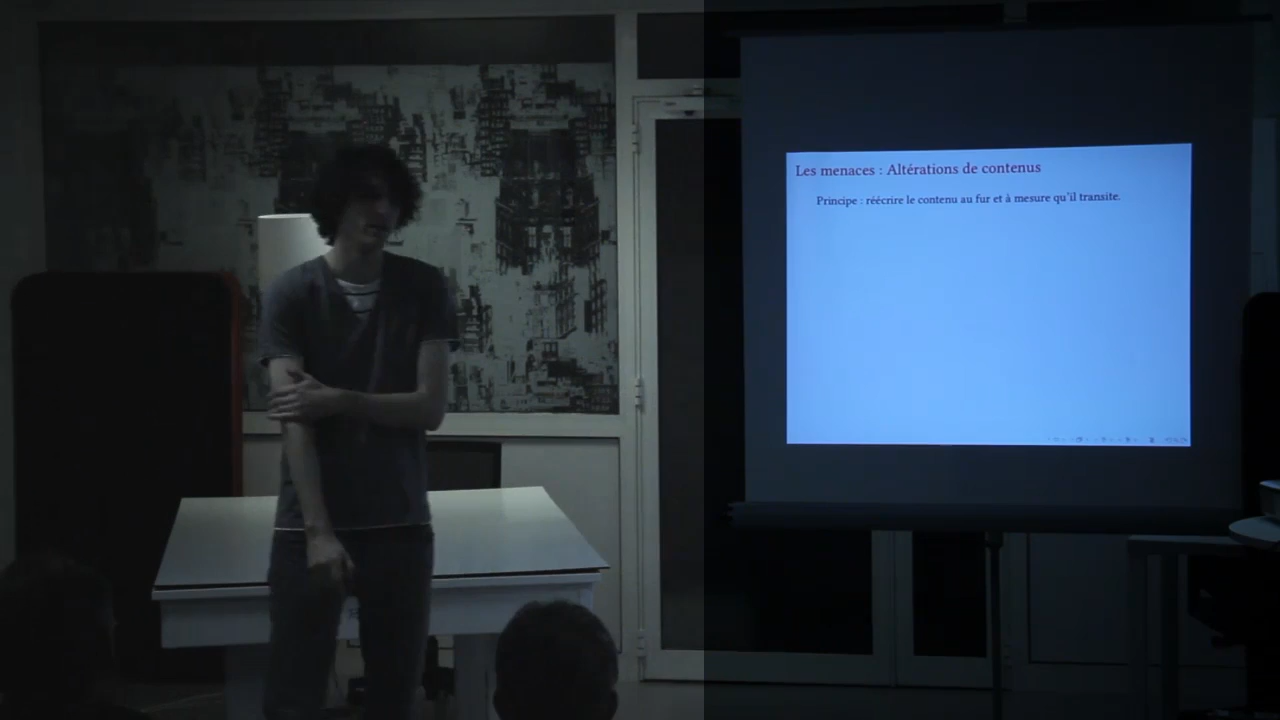 Les menaces : Altérations de contenus
Principe : réécrire le contenu au fur et à mesure qu'il transite.